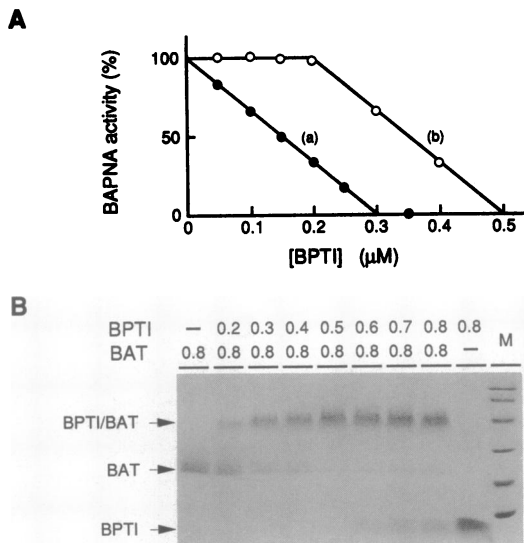 A
BAPNA activity (%)
100
50
0
(a)
(b)
0 0.1 0.2 0.3 0.4 0.5
[BPTI] (μM)
B
BPTI — 0.2 0.3 0.4 0.5 0.6 0.7 0.8 0.8
BAT 0.8 0.8 0.8 0.8 0.8 0.8 0.8 0.8 —
M
BPTI/BAT
BAT
BPTI